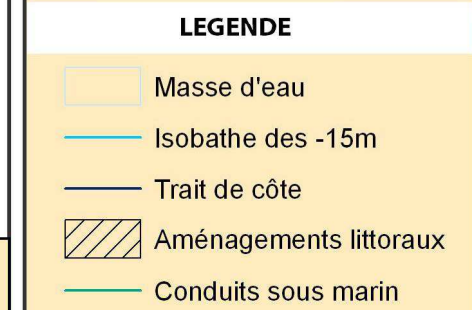 LEGENDE
Masse d'eau
Isobathe des -15m
Trait de côte
Aménagements littoraux
Conduits sous marin